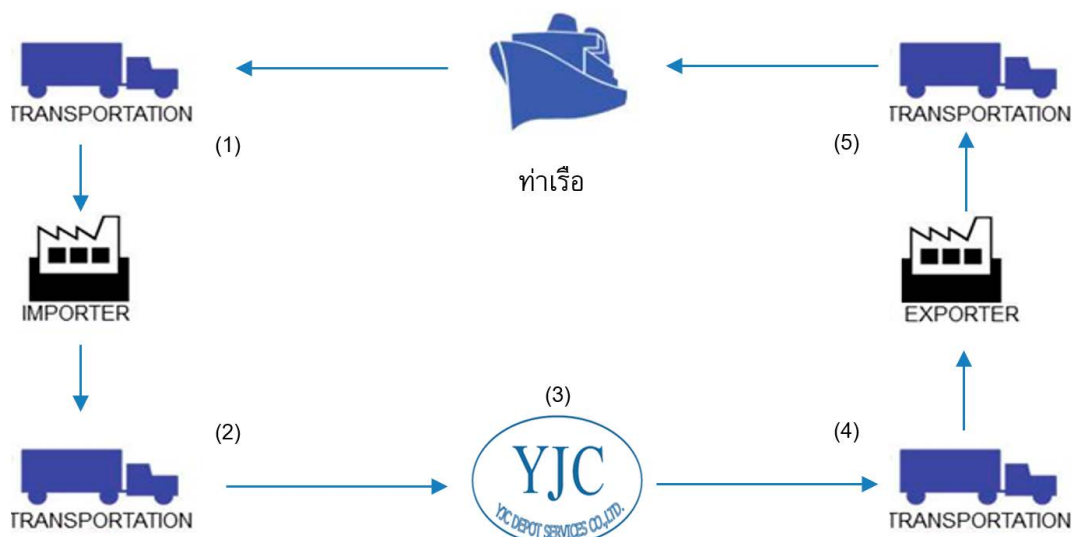 TRANSPORTATION
(1)
ท่าเรือ
(5)
TRANSPORTATION
IMPORTER
EXPORTER
TRANSPORTATION
(2)
(3)
YJC
YJC DEPOT SERVICES CO.,LTD.
(4)
TRANSPORTATION